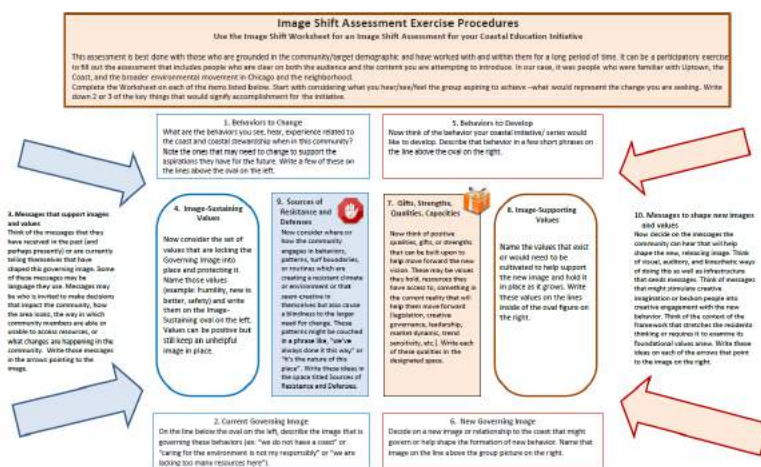 Image Shift Assessment Exercise Procedures
Use the Image Shift Worksheet for an Image Shift Assessment for your Coastal Education Initiative
This assessment is best done with those who are grounded in the community/target demographic and have worked with and within them for a long period of time. It can be a participatory exercise
to fill out the assessment that includes people who are clear on both the audience and the content you are attempting to introduce. In our case, it was people who were familiar with Uptown, the
Coast, and the broader environmental movement in Chicago and the neighborhood.
Complete the Worksheet on each of the items listed below. Start with considering what you hear/see/feel the group aspiring to achieve –what would represent the change you are seeking. Write
down 2 or 3 of the key things that would signify accomplishment for the initiative.
1. Behaviors to Change
What are the behaviors you see, hear, experience related to
the coast and coastal stewardship when in this community?
Note the ones that may need to change to support the
aspirations they have for the future. Write a few of these on
the lines above the oval on the left.
5. Behaviors to Develop
Now think of the behavior your coastal initiative/ series would
like to develop. Describe that behavior in a few short phrases on
the line above the oval on the right.
3. Messages that support images
and values
Think of the messages that they
have received in the past (and
perhaps presently) or are currently
telling themselves that have
shaped this governing image. Some
of these messages may be
language they use. Messages may
be who is invited to make decisions
that impact the community, how
the area looks, the way in which
community members are able or
unable to access resources, or
what changes are happening in the
community. Write those messages
in the arrows pointing to the
image.
4. Image-Sustaining
Values
Now consider the set of
values that are locking the
Governing Image into
place and protecting it.
Name those values
(example: humility, new is
better, safety) and write
them on the Image-
Sustaining oval on the left.
Values can be positive but
still keep an unhelpful
image in place.
9. Sources of
Resistance and
Defenses
Now consider where or
how the community
engages in behaviors,
patterns, turf boundaries,
or routines which are
creating a resistant climate
or environment or that
seem creative in
themselves but also cause
a blindness to the larger
need for change. These
patterns might be couched
in a phrase like, "we've
always done it this way" or
"it's the nature of this
place". Write these ideas in
the space titled Sources of
Resistance and Defenses.
7. Gifts, Strengths,
Qualities, Capacities
Now think of positive
qualities, gifts, or strengths
that can be built upon to
help move forward the new
vision. These may be values
they hold, resources they
have access to, something in
the current reality that will
help them move forward
(legislation, creative
governance, leadership,
market dynamic, trend
sensitivity, etc.). Write each
of these qualities in the
designated space.
8. Image-Supporting
Values
Name the values that exist or
would need to be cultivated
to help support the
new image and hold it
in place as it grows. Write
these values on the lines
inside of the oval figure on
the right.
10. Messages to shape new images
and values
Now decide on the messages the
community can hear that will help
shape the new, releasing image. Think
of visual, auditory, and kinesthetic ways
of doing this as well as infrastructure
that sends messages. Think of messages
that might stimulate creative
imagination or beckon people into
creative engagement with the new
behavior. Think of the content of the
framework that stretches the residents
thinking or requires it to examine its
foundational values anew. Write these
ideas on each of the arrows that point
to the image on the right.
2. Current Governing Image
On the line below the oval on the left, describe the image that is
governing these behaviors (ex: "we do not have a coast" or
"caring for the environment is not my responsibly" or "we are
lacking too many resources here").
6. New Governing Image
Decide on a new image or relationship to the coast that might
govern or help shape the formation of new behavior. Name that
image on the line above the group picture on the right.